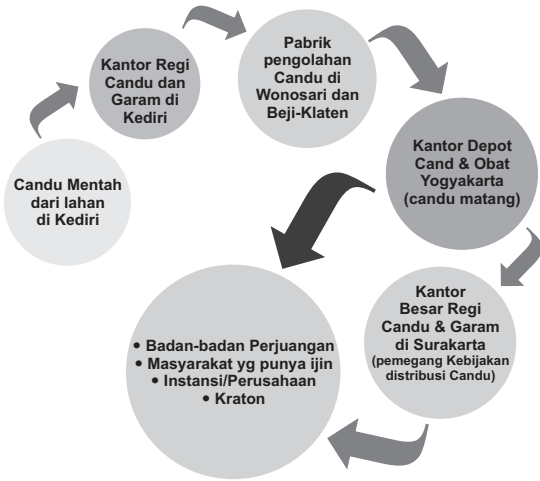 Candu Mentah
dari lahan
di Kediri
Kantor Regi
Candu dan
Garam di
Kediri
Pabrik
pengolahan
Candu di
Wonosari dan
Beji-Klaten
Kantor Depot
Cand & Obat
Yogyakarta
(candu matang)
Kantor
Besar Regi
Candu & Garam
di Surakarta
(pemegang Kebijakan
distribusi Candu)
• Badan-badan Perjuangan
• Masyarakat yg punya ijin
• Instansi/Perusahaan
• Kraton